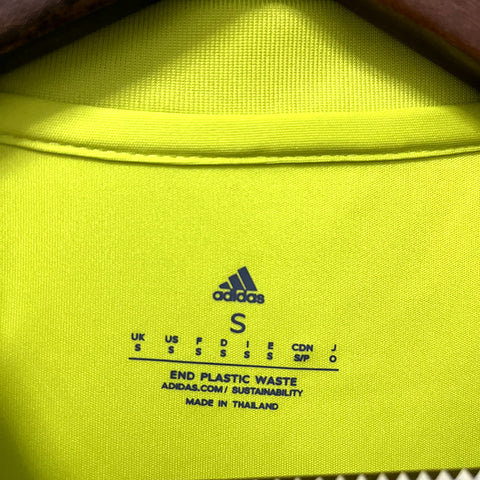 adidas
S
UK US F D I E CDN J
S S S S S S S/P O
END PLASTIC WASTE
ADIDAS.COM/ SUSTAINABILITY
MADE IN THAILAND